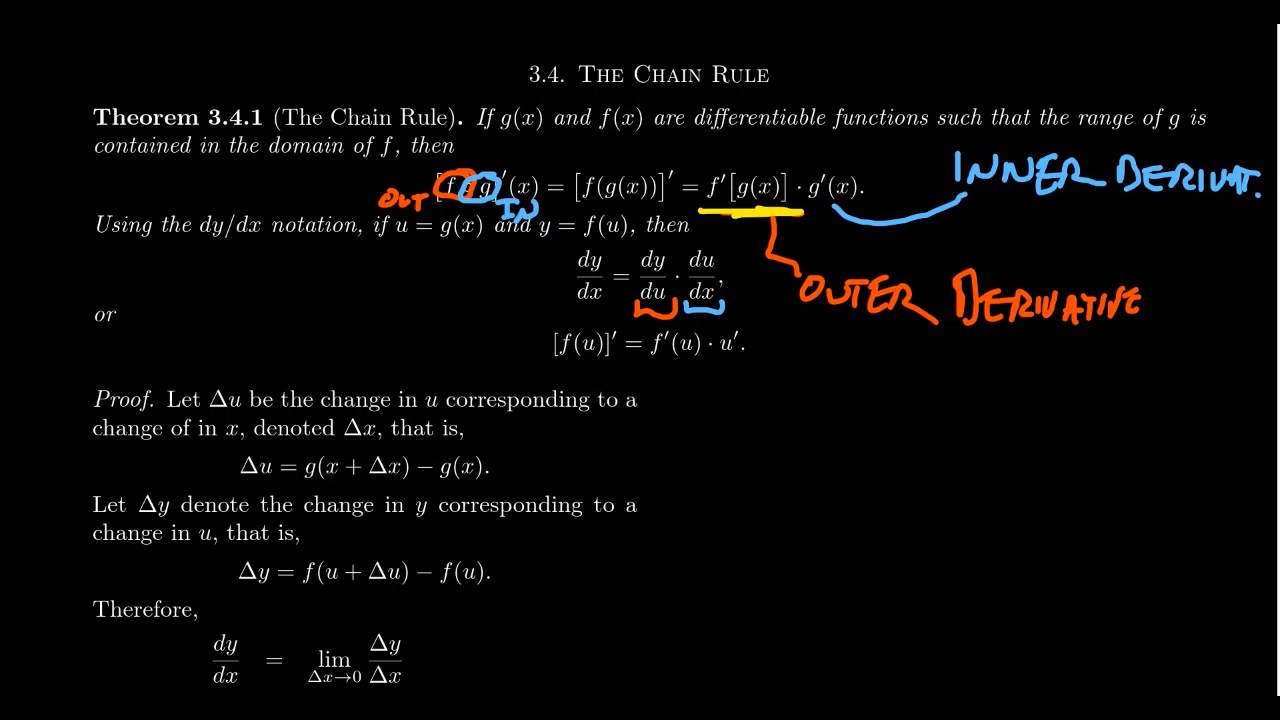 3.4. The Chain Rule
Theorem 3.4.1 (The Chain Rule). If g(x) and f(x) are differentiable functions such that the range of g is
contained in the domain of f, then
[f ∘ g]′(x) = [f(g(x))]′ = f′[g(x)] · g′(x).
INNER DERIVAT.
OUT
IN
Using the dy/dx notation, if u = g(x) and y = f(u), then
dy/dx = dy/du · du/dx,
OUTER DERIVATIVE
or
[f(u)]′ = f′(u) · u′.
Proof. Let Δu be the change in u corresponding to a
change of in x, denoted Δx, that is,
Δu = g(x + Δx) − g(x).
Let Δy denote the change in y corresponding to a
change in u, that is,
Δy = f(u + Δu) − f(u).
Therefore,
dy/dx = lim Δx→0 Δy/Δx